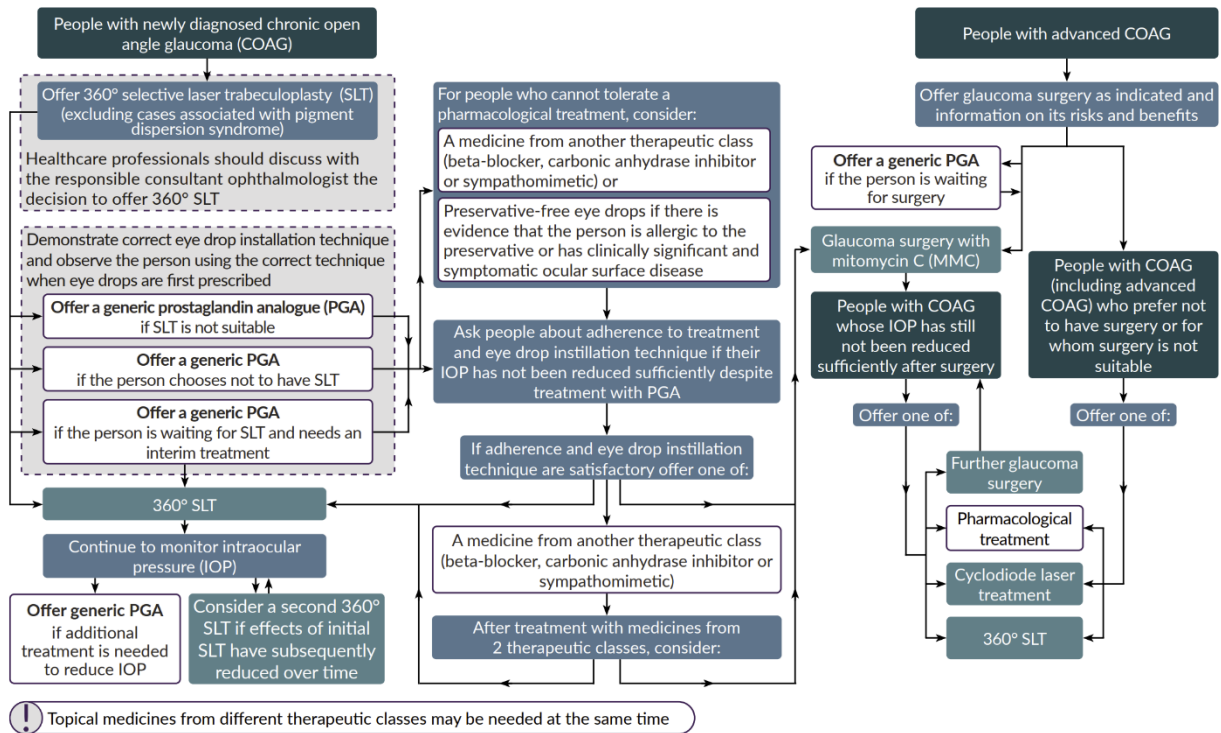 People with newly diagnosed chronic open
angle glaucoma (COAG)
Offer 360° selective laser trabeculoplasty (SLT)
(excluding cases associated with pigment
dispersion syndrome)
Healthcare professionals should discuss with
the responsible consultant ophthalmologist the
decision to offer 360° SLT
Demonstrate correct eye drop installation technique
and observe the person using the correct technique
when eye drops are first prescribed
Offer a generic prostaglandin analogue (PGA)
if SLT is not suitable
Offer a generic PGA
if the person chooses not to have SLT
Offer a generic PGA
if the person is waiting for SLT and needs an
interim treatment
360° SLT
Continue to monitor intraocular
pressure (IOP)
Offer generic PGA
if additional
treatment is needed
to reduce IOP
Consider a second 360°
SLT if effects of initial
SLT have subsequently
reduced over time
For people who cannot tolerate a
pharmacological treatment, consider:
A medicine from another therapeutic class
(beta-blocker, carbonic anhydrase inhibitor
or sympathomimetic) or
Preservative-free eye drops if there is
evidence that the person is allergic to the
preservative or has clinically significant and
symptomatic ocular surface disease
Ask people about adherence to treatment
and eye drop instillation technique if their
IOP has not been reduced sufficiently despite
treatment with PGA
If adherence and eye drop instillation
technique are satisfactory offer one of:
A medicine from another therapeutic class
(beta-blocker, carbonic anhydrase inhibitor or
sympathomimetic)
After treatment with medicines from
2 therapeutic classes, consider:
People with advanced COAG
Offer glaucoma surgery as indicated and
information on its risks and benefits
Offer a generic PGA
if the person is waiting
for surgery
Glaucoma surgery with
mitomycin C (MMC)
People with COAG
whose IOP has still
not been reduced
sufficiently after surgery
Offer one of:
People with COAG
(including advanced
COAG) who prefer not
to have surgery or for
whom surgery is not
suitable
Offer one of:
Further glaucoma
surgery
Pharmacological
treatment
Cyclodiode laser
treatment
360° SLT
! Topical medicines from different therapeutic classes may be needed at the same time